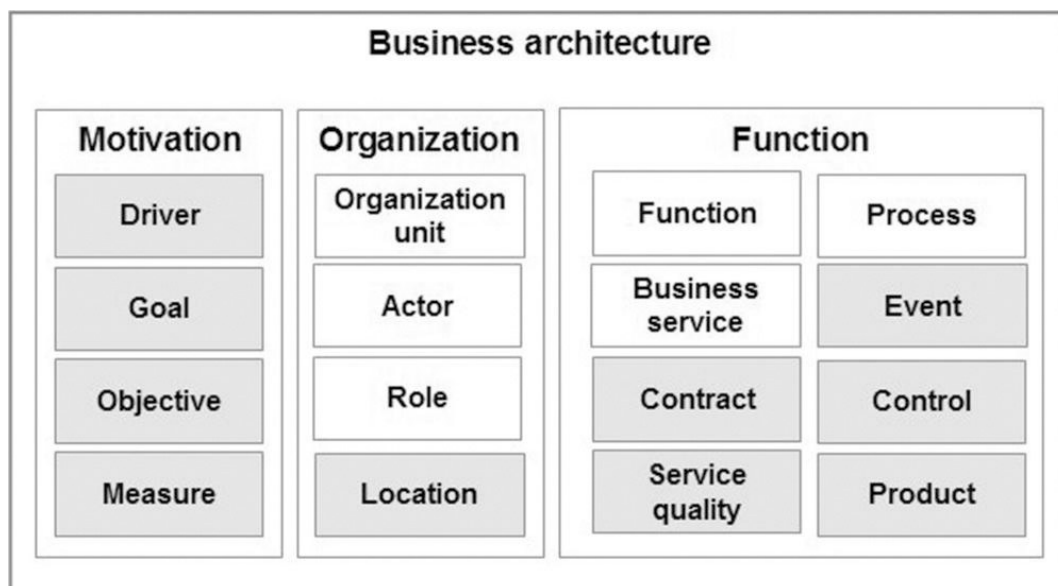 Business architecture
Motivation
Driver
Goal
Objective
Measure
Organization
Organization
unit
Actor
Role
Location
Function
Function
Process
Business
service
Event
Contract
Control
Service
quality
Product